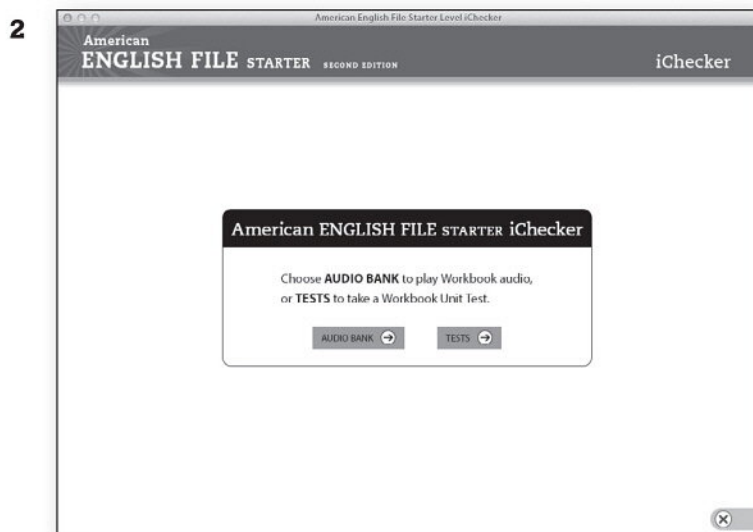 2
American English File Starter Level iChecker
American
ENGLISH FILE STARTER SECOND EDITION
iChecker
American ENGLISH FILE STARTER iChecker
Choose AUDIO BANK to play Workbook audio,
or TESTS to take a Workbook Unit Test.
AUDIO BANK
TESTS